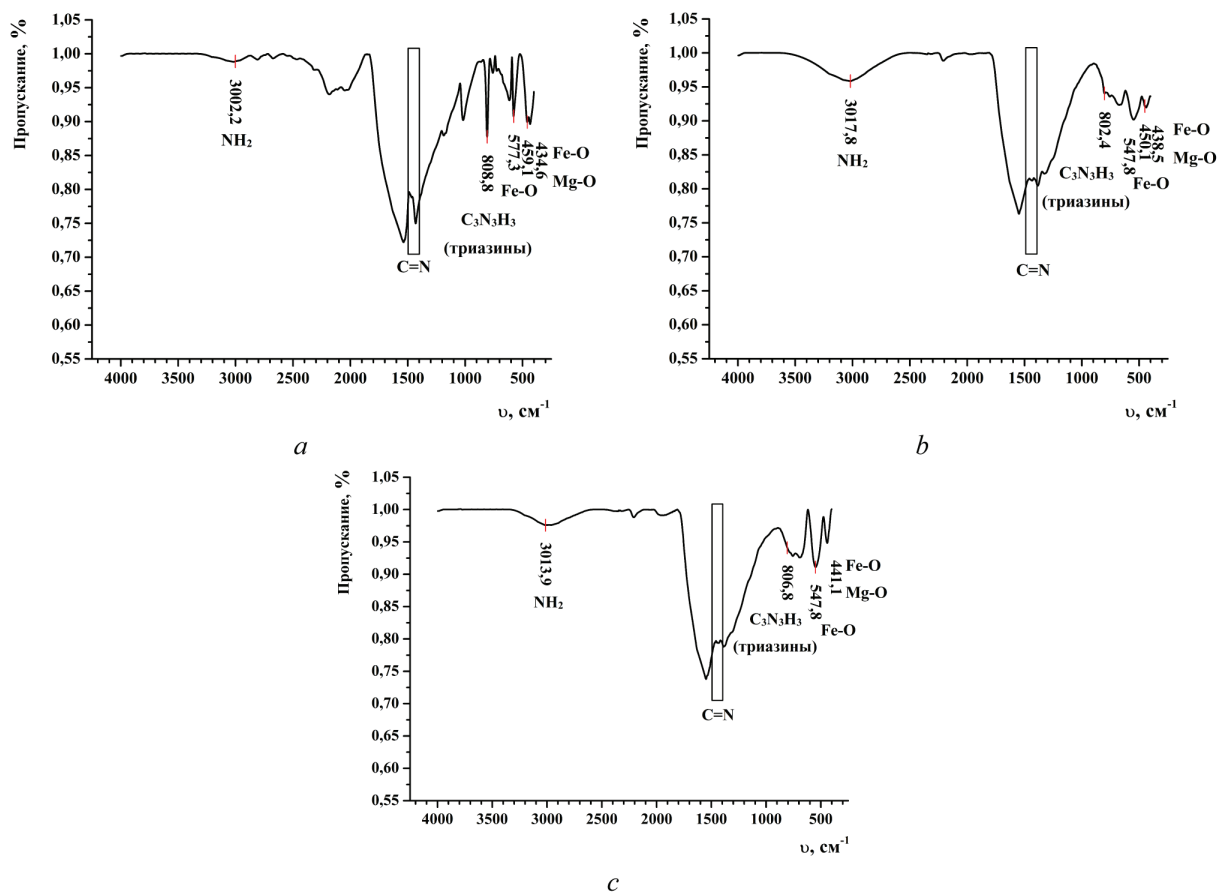 Пропускание, %
1,05
1,00
0,95
0,90
0,85
0,80
0,75
0,70
0,65
0,60
0,55
4000 3000 2500 2000 1500 1000 500
υ, см-1
3002,2
NH2
C=N
808,8
577,3
459,1
434,6
Fe-O
Mg-O
Fe-O
C3N3H3
(триазины)
a
Пропускание, %
1,05
1,00
0,95
0,90
0,85
0,80
0,75
0,70
0,65
0,60
0,55
4000 3000 2500 2000 1500 1000 500
υ, см-1
3017,8
NH2
C=N
802,4
547,8
450,1
438,5
Fe-O
Mg-O
Fe-O
C3N3H3
(триазины)
b
Пропускание, %
1,05
1,00
0,95
0,90
0,85
0,80
0,75
0,70
0,65
0,60
0,55
4000 3000 2500 2000 1500 1000 500
υ, см-1
3013,9
NH2
C=N
806,8
547,8
441,1
Fe-O
Mg-O
Fe-O
C3N3H3
(триазины)
c